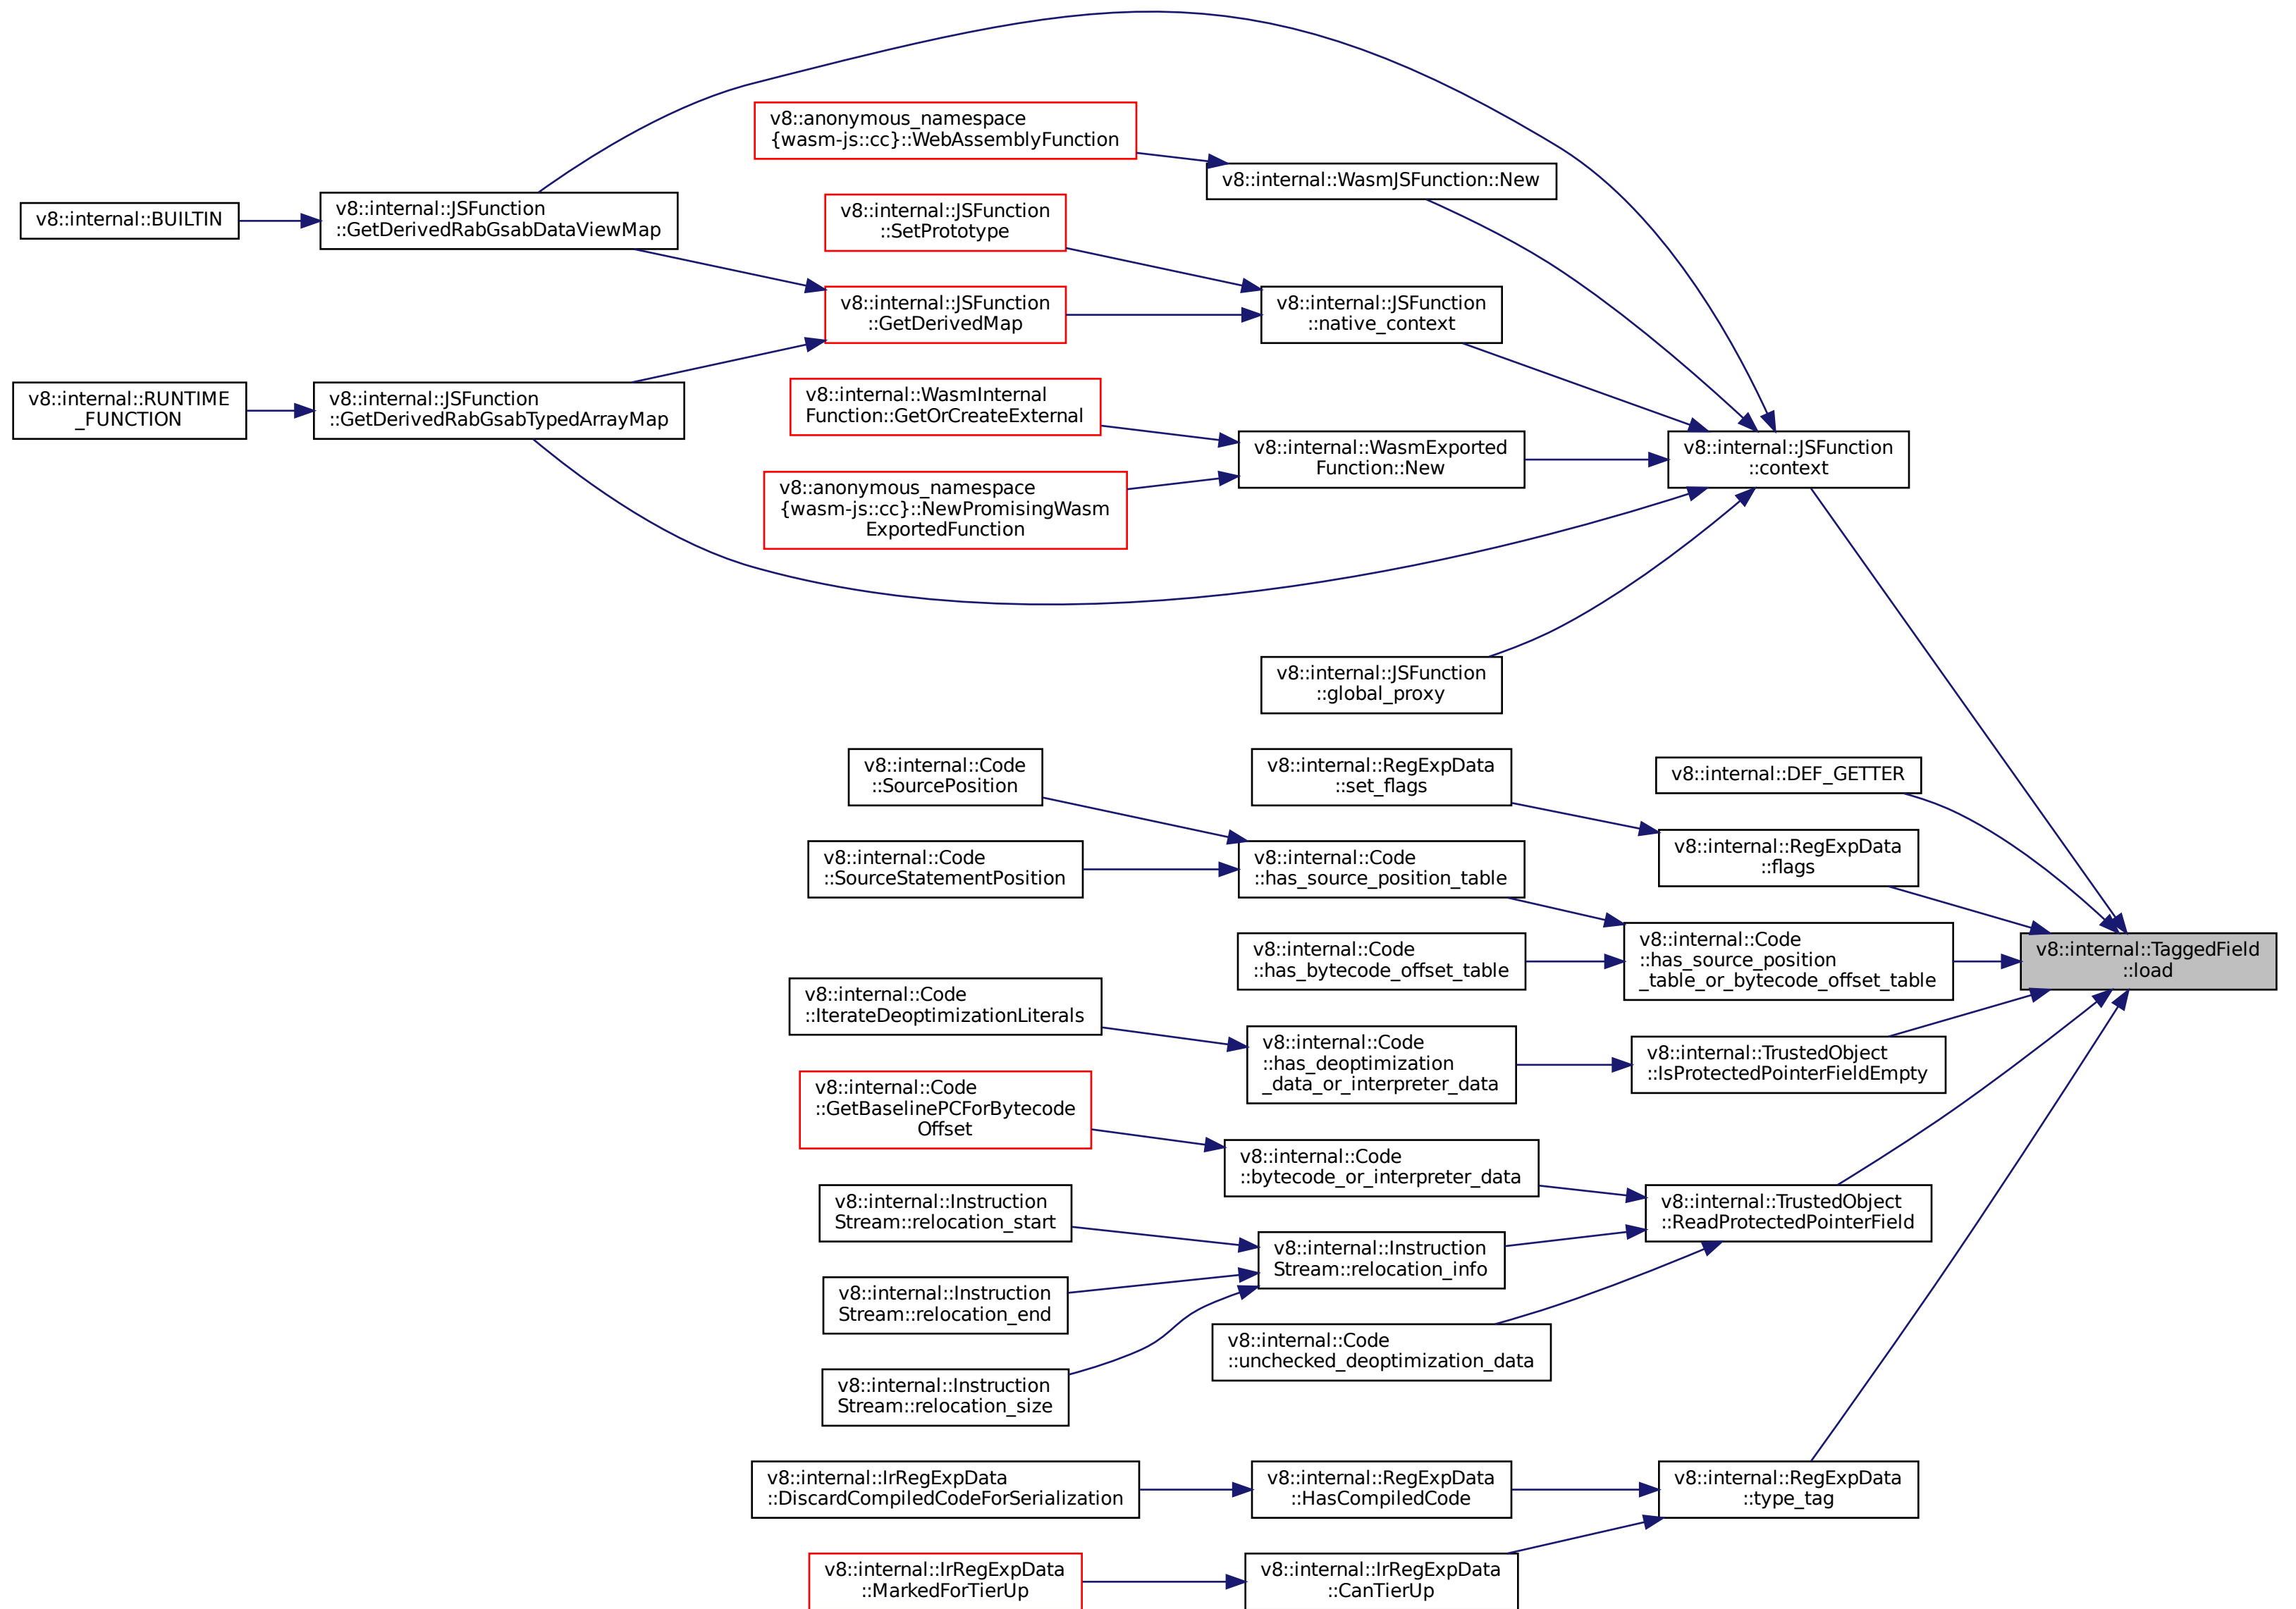 v8::anonymous_namespace
{wasm-js::cc}::WebAssemblyFunction
v8::internal::WasmJSFunction::New
v8::internal::BUILTIN
v8::internal::JSFunction
::GetDerivedRabGsabDataViewMap
v8::internal::JSFunction
::SetPrototype
v8::internal::JSFunction
::GetDerivedMap
v8::internal::JSFunction
::native_context
v8::internal::RUNTIME
_FUNCTION
v8::internal::JSFunction
::GetDerivedRabGsabTypedArrayMap
v8::internal::WasmInternal
Function::GetOrCreateExternal
v8::anonymous_namespace
{wasm-js::cc}::NewPromisingWasm
ExportedFunction
v8::internal::WasmExported
Function::New
v8::internal::JSFunction
::context
v8::internal::JSFunction
::global_proxy
v8::internal::Code
::SourcePosition
v8::internal::RegExpData
::set_flags
v8::internal::DEF_GETTER
v8::internal::Code
::SourceStatementPosition
v8::internal::Code
::has_source_position_table
v8::internal::RegExpData
::flags
v8::internal::Code
::has_bytecode_offset_table
v8::internal::Code
::has_source_position
_table_or_bytecode_offset_table
v8::internal::TaggedField
::load
v8::internal::Code
::IterateDeoptimizationLiterals
v8::internal::Code
::has_deoptimization
_data_or_interpreter_data
v8::internal::TrustedObject
::IsProtectedPointerFieldEmpty
v8::internal::Code
::GetBaselinePCForBytecode
Offset
v8::internal::Code
::bytecode_or_interpreter_data
v8::internal::Instruction
Stream::relocation_start
v8::internal::TrustedObject
::ReadProtectedPointerField
v8::internal::Instruction
Stream::relocation_info
v8::internal::Instruction
Stream::relocation_end
v8::internal::Code
::unchecked_deoptimization_data
v8::internal::Instruction
Stream::relocation_size
v8::internal::IrRegExpData
::DiscardCompiledCodeForSerialization
v8::internal::RegExpData
::HasCompiledCode
v8::internal::RegExpData
::type_tag
v8::internal::IrRegExpData
::MarkedForTierUp
v8::internal::IrRegExpData
::CanTierUp